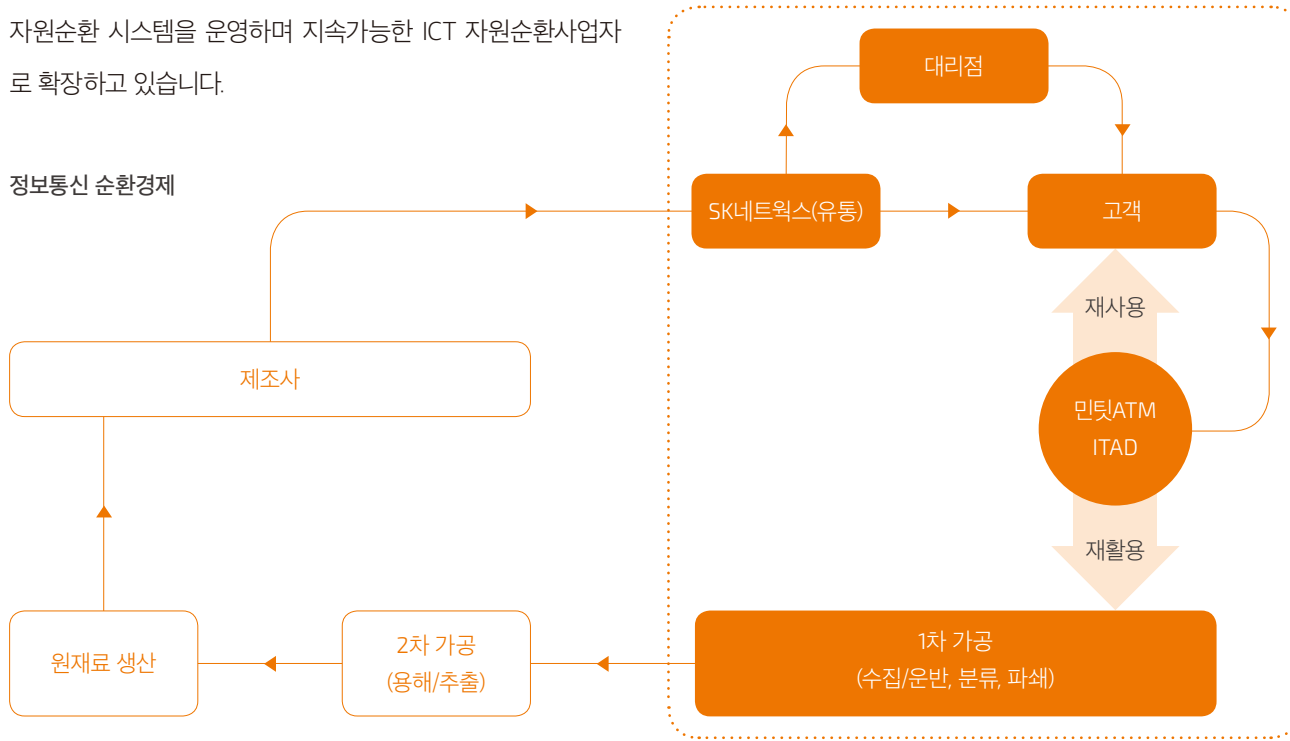 자원순환 시스템을 운영하며 지속가능한 ICT 자원순환사업자
로 확장하고 있습니다.
정보통신 순환경제
대리점
SK네트웍스(유통)
고객
재사용
제조사
민팃ATM
ITAD
재활용
원재료 생산
2차 가공
(용해/추출)
1차 가공
(수집/운반, 분류, 파쇄)